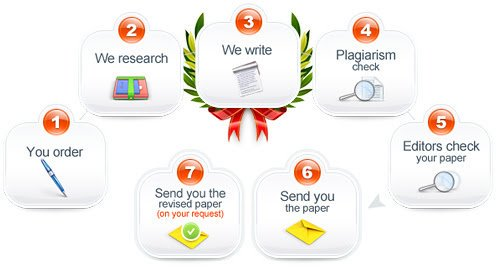 1
You order
2
We research
3
We write
4
Plagiarism
check
5
Editors check
your paper
6
Send you
the paper
7
Send you the
revised paper
(on your request)